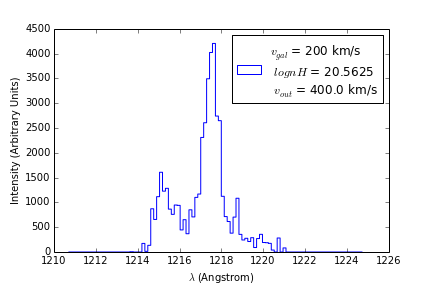 4500
4000
3500
3000
2500
2000
1500
1000
500
0
Intensity (Arbitrary Units)
v_gal = 200 km/s
lognH = 20.5625
v_out = 400.0 km/s
1210 1212 1214 1216 1218 1220 1222 1224 1226
λ (Angstrom)